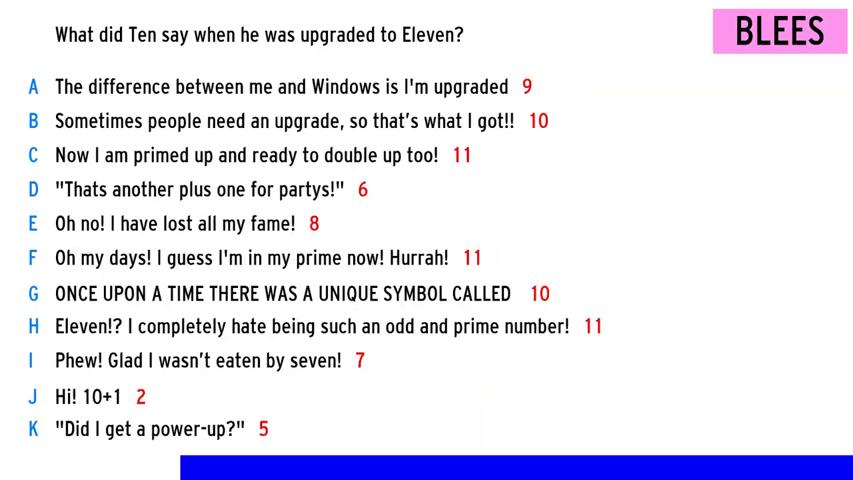 What did Ten say when he was upgraded to Eleven?
BLEES
A The difference between me and Windows is I'm upgraded 9
B Sometimes people need an upgrade, so that's what I got!! 10
C Now I am primed up and ready to double up too! 11
D "Thats another plus one for partys!" 6
E Oh no! I have lost all my fame! 8
F Oh my days! I guess I'm in my prime now! Hurrah! 11
G ONCE UPON A TIME THERE WAS A UNIQUE SYMBOL CALLED 10
H Eleven!? I completely hate being such an odd and prime number! 11
I Phew! Glad I wasn't eaten by seven! 7
J Hi! 10+1 2
K "Did I get a power-up?" 5